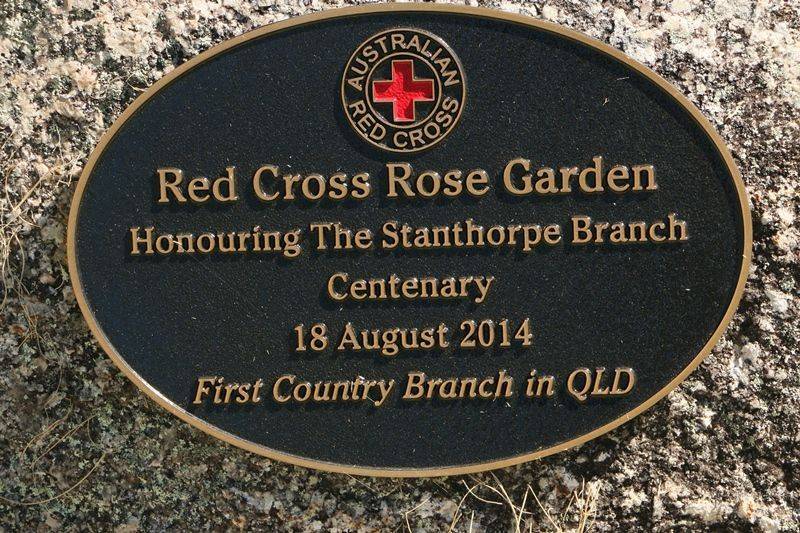 AUSTRALIAN
RED CROSS
Red Cross Rose Garden
Honouring The Stanthorpe Branch
Centenary
18 August 2014
First Country Branch in QLD